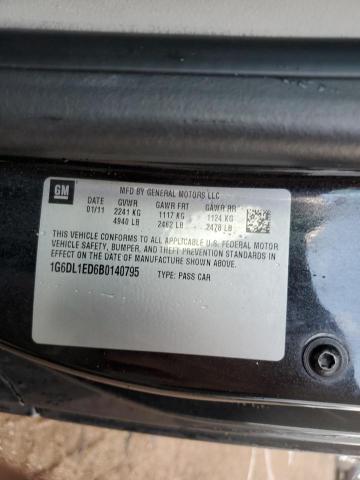 GM
MFD BY GENERAL MOTORS LLC
DATE GVWR GAWR FRT GAWR RR
01/11 2241 KG 1117 KG 1124 KG
4940 LB 2462 LB 2478 LB
THIS VEHICLE CONFORMS TO ALL APPLICABLE U.S. FEDERAL MOTOR
VEHICLE SAFETY, BUMPER, AND THEFT PREVENTION STANDARDS IN
EFFECT ON THE DATE OF MANUFACTURE SHOWN ABOVE.
1G6DL1ED6B0140795 TYPE: PASS CAR